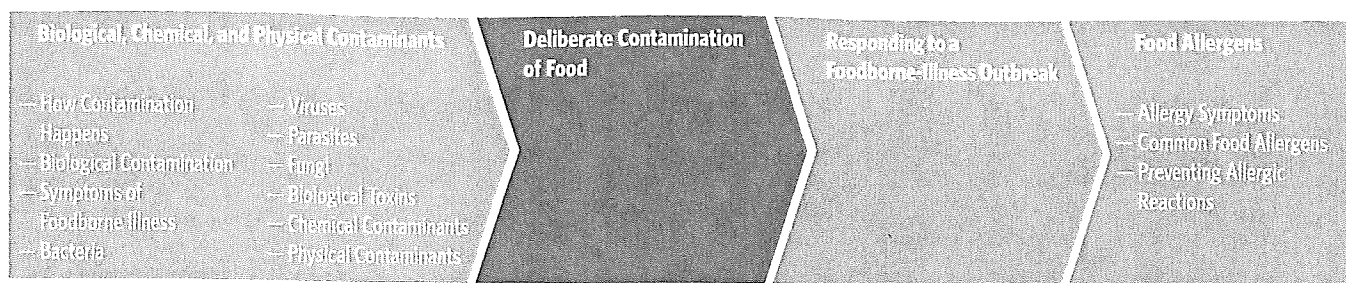 Biological, Chemical, and Physical Contaminants
— How Contamination
Happens
— Biological Contamination
— Symptoms of
Foodborne Illness
— Bacteria
— Viruses
— Parasites
— Fungi
— Biological Toxins
— Chemical Contaminants
— Physical Contaminants
Deliberate Contamination
of Food
Responding to a
Foodborne-Illness Outbreak
Food Allergens
— Allergy Symptoms
— Common Food Allergens
— Preventing Allergic
Reactions